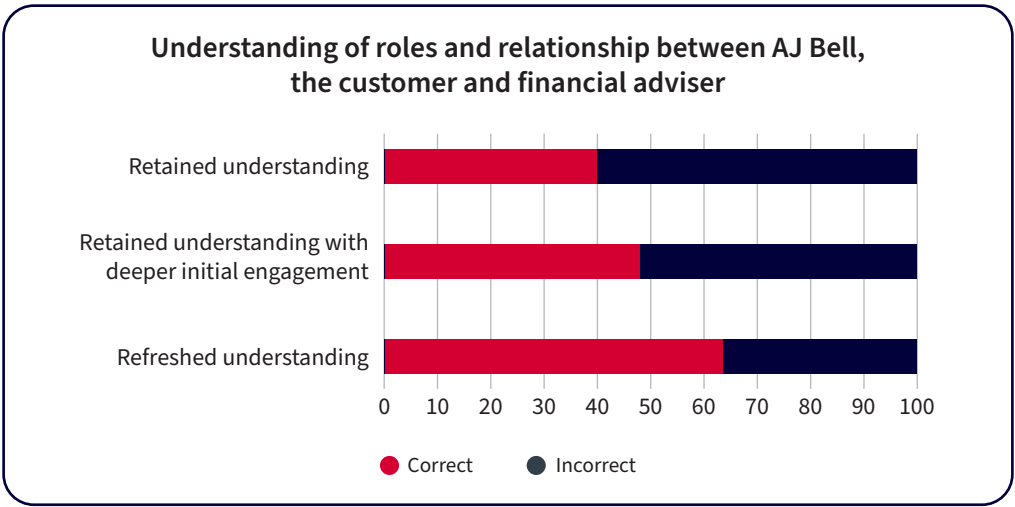 Understanding of roles and relationship between AJ Bell,
the customer and financial adviser
Retained understanding
Retained understanding with
deeper initial engagement
Refreshed understanding
0 10 20 30 40 50 60 70 80 90 100
Correct Incorrect